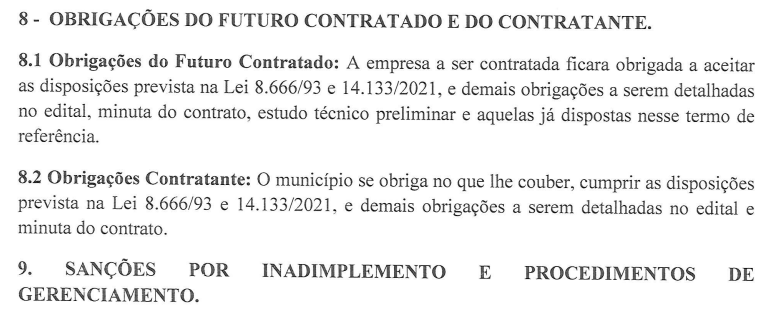 8 - OBRIGAÇÕES DO FUTURO CONTRATADO E DO CONTRATANTE.
8.1 Obrigações do Futuro Contratado: A empresa a ser contratada ficara obrigada a aceitar
as disposições prevista na Lei 8.666/93 e 14.133/2021, e demais obrigações a serem detalhadas
no edital, minuta do contrato, estudo técnico preliminar e aquelas já dispostas nesse termo de
referência.
8.2 Obrigações Contratante: O município se obriga no que lhe couber, cumprir as disposições
prevista na Lei 8.666/93 e 14.133/2021, e demais obrigações a serem detalhadas no edital e
minuta do contrato.
9. SANÇÕES POR INADIMPLEMENTO E PROCEDIMENTOS DE
GERENCIAMENTO.